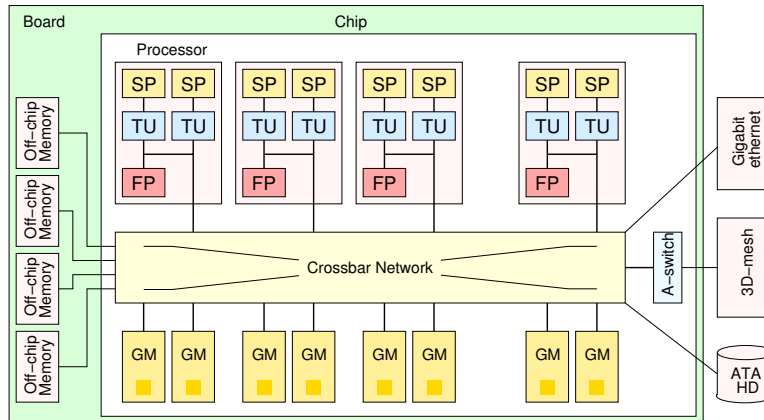 Board
Chip
Processor
SP SP SP SP SP SP SP SP
TU TU TU TU TU TU TU TU
FP FP FP FP
Off-chip
Memory
Off-chip
Memory
Off-chip
Memory
Off-chip
Memory
Crossbar Network
A-switch
Gigabit
ethernet
3D-mesh
ATA
HD
GM GM GM GM GM GM GM GM